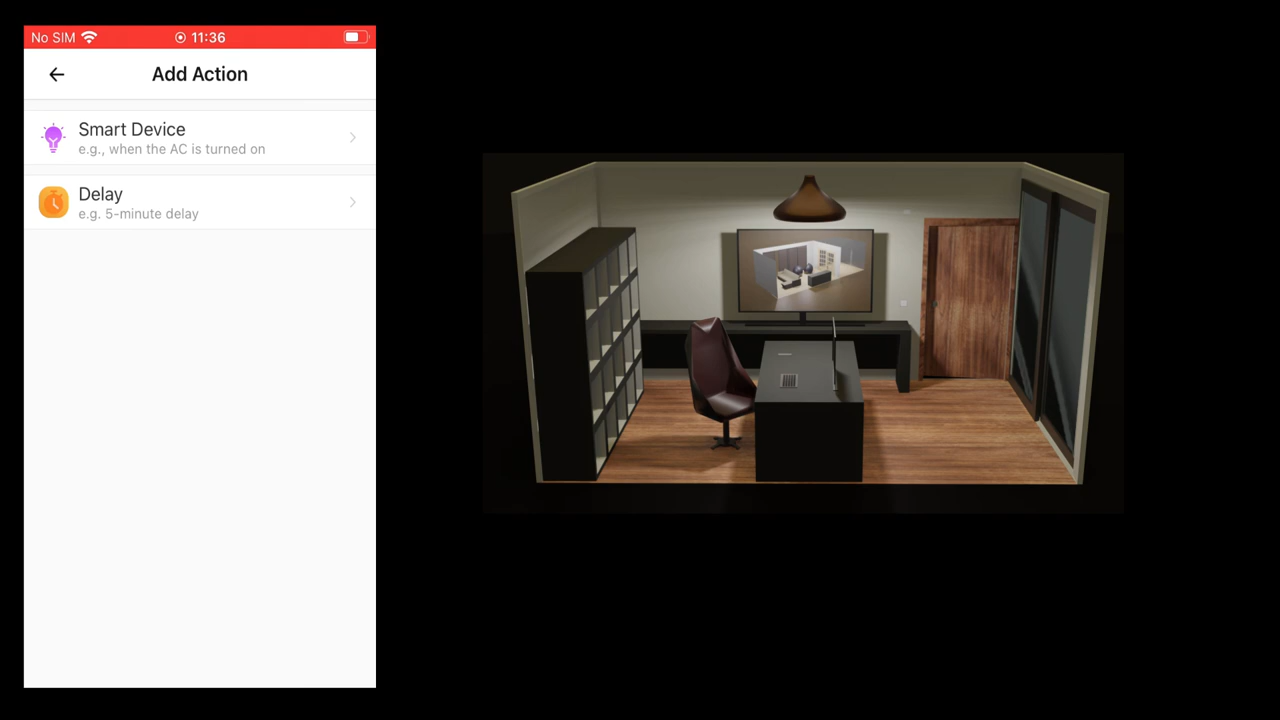 No SIM 11:36
Add Action
Smart Device
e.g., when the AC is turned on
Delay
e.g. 5-minute delay